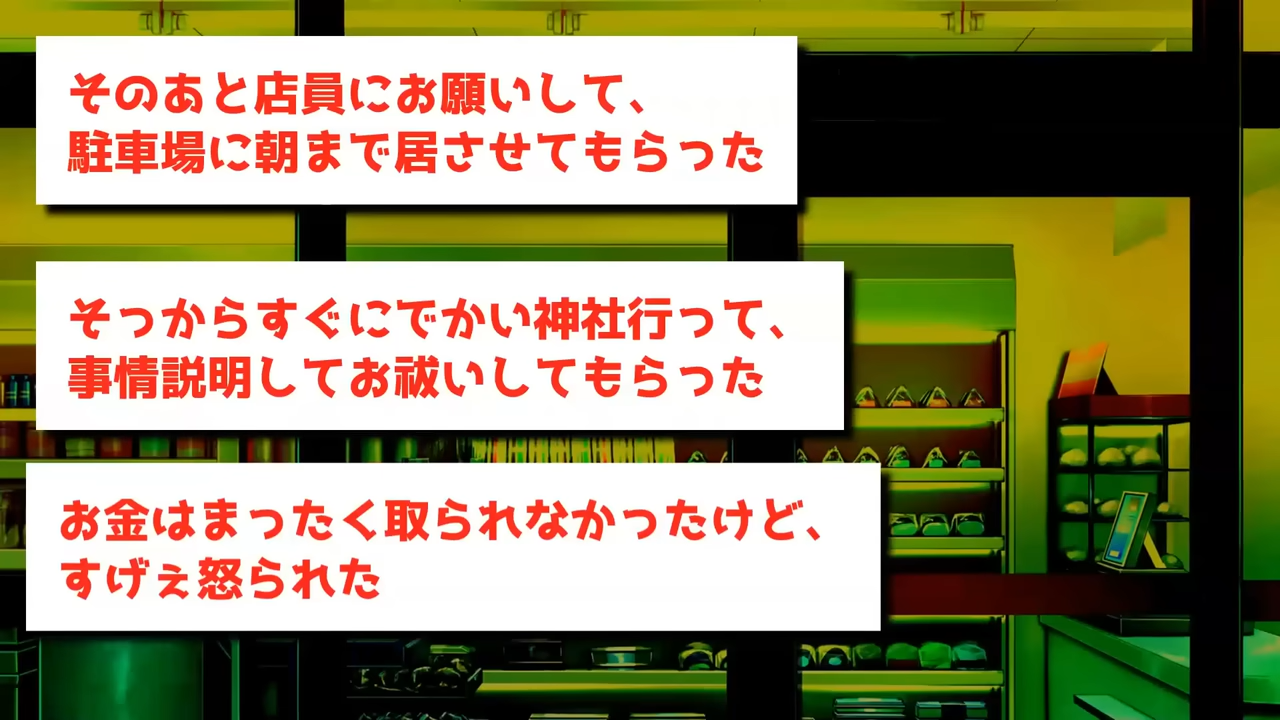 そのあと店員にお願いして、
駐車場に朝まで居させてもらった
そっからすぐにでかい神社行って、
事情説明してお祓いしてもらった
お金はまったく取られなかったけど、
すげぇ怒られた